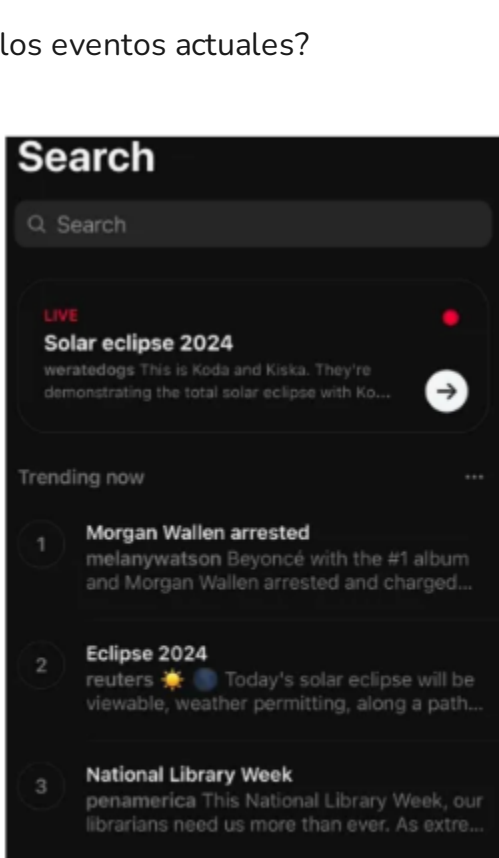 los eventos actuales?
Search
Search
LIVE
Solar eclipse 2024
weratedogs This is Koda and Kiska. They're
demonstrating the total solar eclipse with Ko...
Trending now
1
Morgan Wallen arrested
melanywatson Beyoncé with the #1 album
and Morgan Wallen arrested and charged...
2
Eclipse 2024
reuters ☀️ 🌑 Today's solar eclipse will be
viewable, weather permitting, along a path...
3
National Library Week
penamerica This National Library Week, our
librarians need us more than ever. As extre...